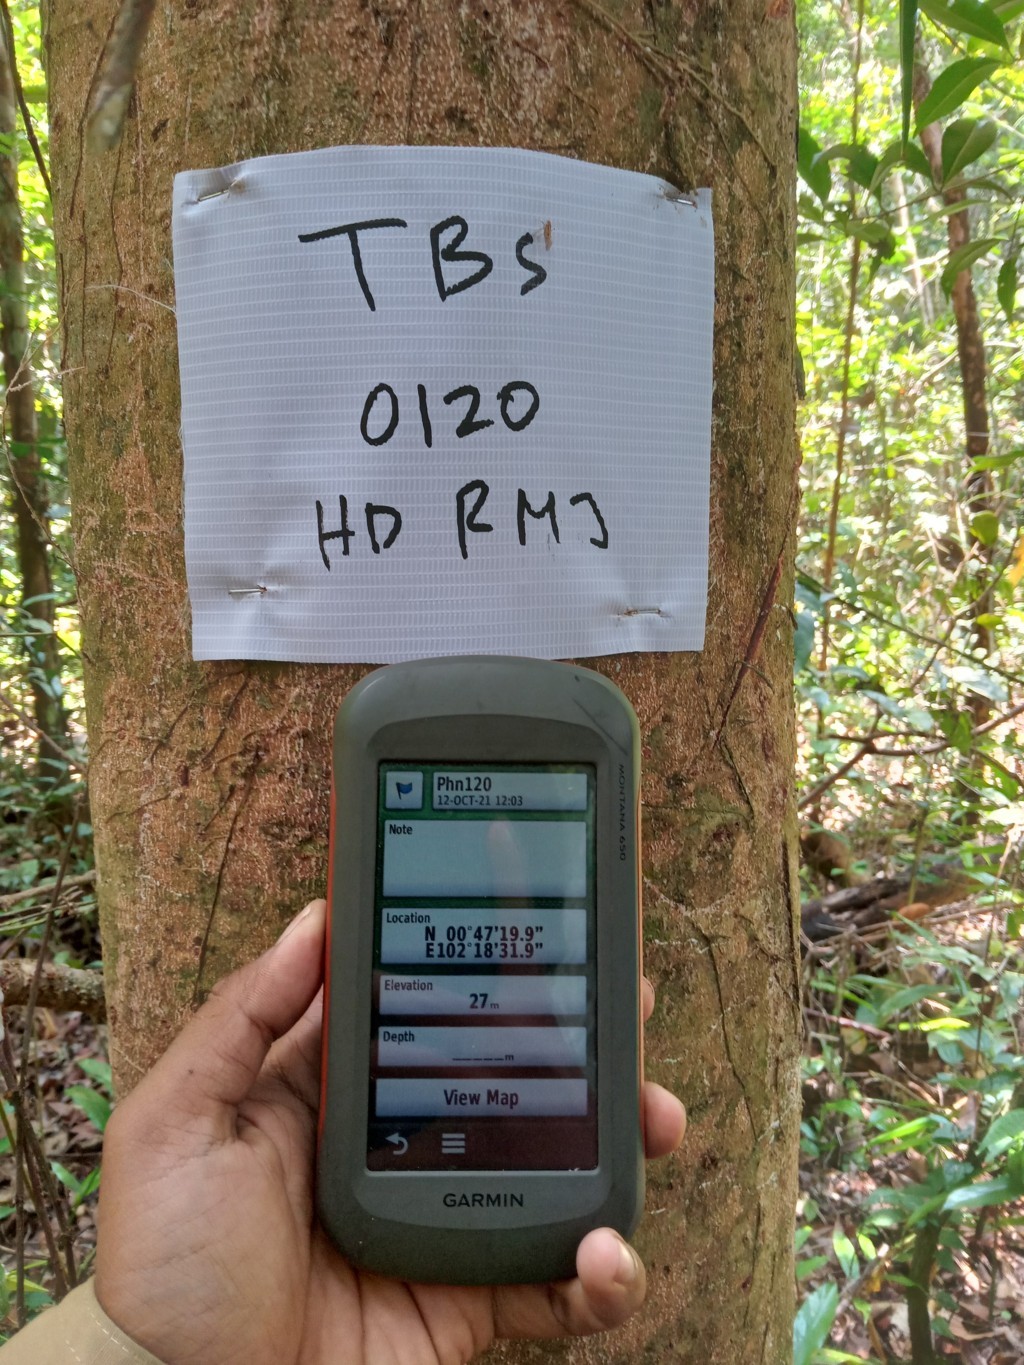 TBS
0120
HD RMJ
MONTANA 650
Phn120
12-OCT-21 12:03
Note
Location
N 00°47'19.9"
E102°18'31.9"
Elevation
27m
Depth
_____m
View Map
GARMIN